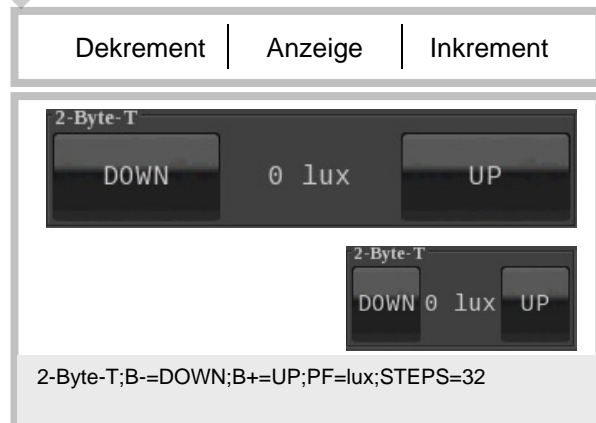 Dekrement Anzeige Inkrement
2-Byte-T
DOWN 0 lux UP
2-Byte-T
DOWN 0 lux UP
2-Byte-T;B-=DOWN;B+=UP;PF=lux;STEPS=32